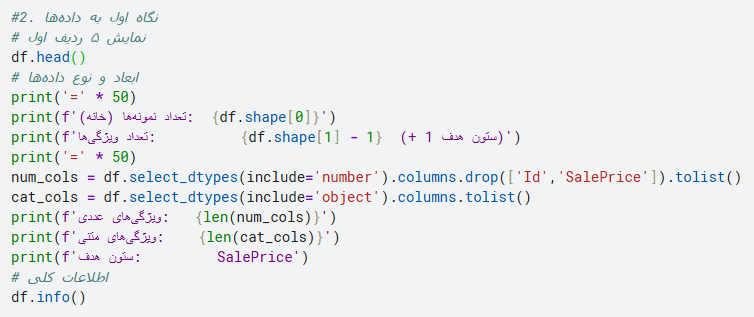 #2. نگاه اول به داده‌ها
# نمایش ۵ ردیف اول
df.head()
# ابعاد و نوع داده‌ها
print('=' * 50)
print(f'تعداد نمونه‌ها (خانه):  {df.shape[0]}')
print(f'تعداد ویژگی‌ها:           {df.shape[1] - 1}  (+ 1 ستون هدف)')
print('=' * 50)
num_cols = df.select_dtypes(include='number').columns.drop(['Id','SalePrice']).tolist()
cat_cols = df.select_dtypes(include='object').columns.tolist()
print(f'ویژگی‌های عددی:   {len(num_cols)}')
print(f'ویژگی‌های متنی:    {len(cat_cols)}')
print(f'ستون هدف:         SalePrice')
# اطلاعات کلی
df.info()